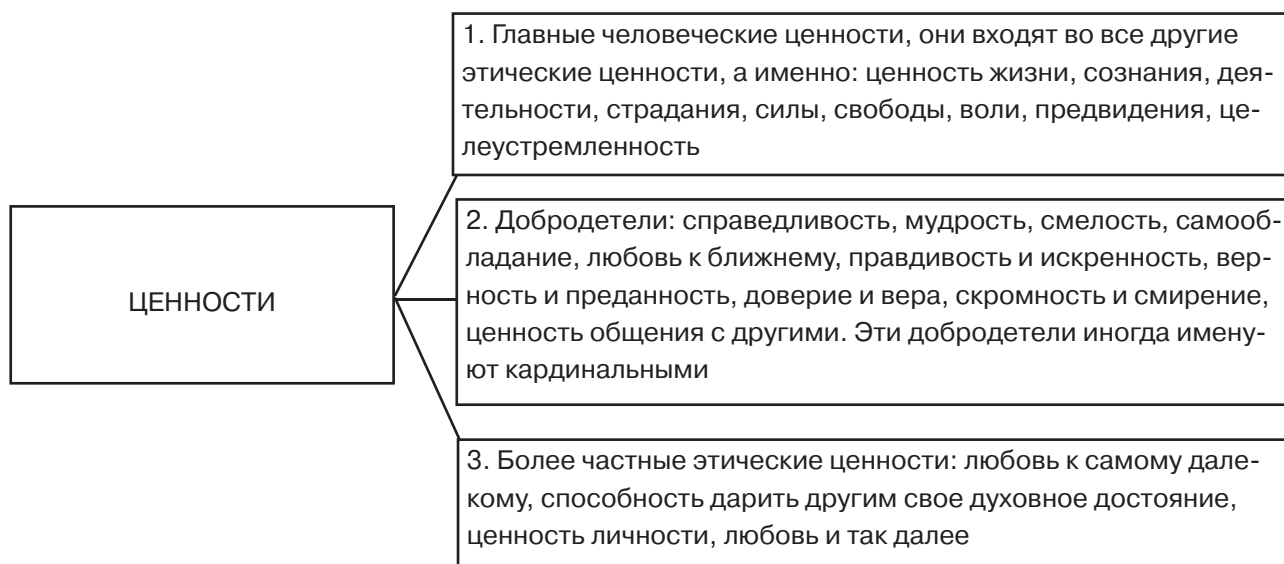 ЦЕННОСТИ
1. Главные человеческие ценности, они входят во все другие
этические ценности, а именно: ценность жизни, сознания, дея-
тельности, страдания, силы, свободы, воли, предвидения, це-
леустремленность
2. Добродетели: справедливость, мудрость, смелость, самооб-
ладание, любовь к ближнему, правдивость и искренность, вер-
ность и преданность, доверие и вера, скромность и смирение,
ценность общения с другими. Эти добродетели иногда имену-
ют кардинальными
3. Более частные этические ценности: любовь к самому дале-
кому, способность дарить другим свое духовное достояние,
ценность личности, любовь и так далее